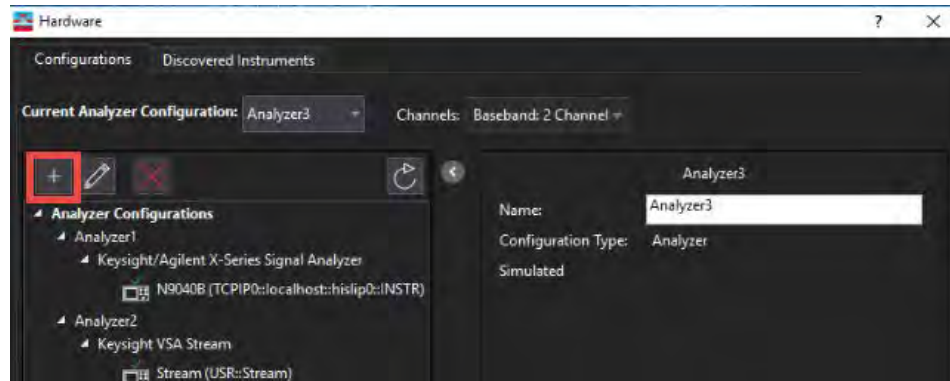 Hardware
Configurations Discovered Instruments
Current Analyzer Configuration: Analyzer3 Channels: Baseband: 2 Channel
Analyzer3
Analyzer Configurations
Name: Analyzer3
Analyzer1
Configuration Type: Analyzer
Keysight/Agilent X-Series Signal Analyzer
Simulated
N9040B (TCPIP0::localhost::hislip0::INSTR)
Analyzer2
Keysight VSA Stream
Stream (USR::Stream)